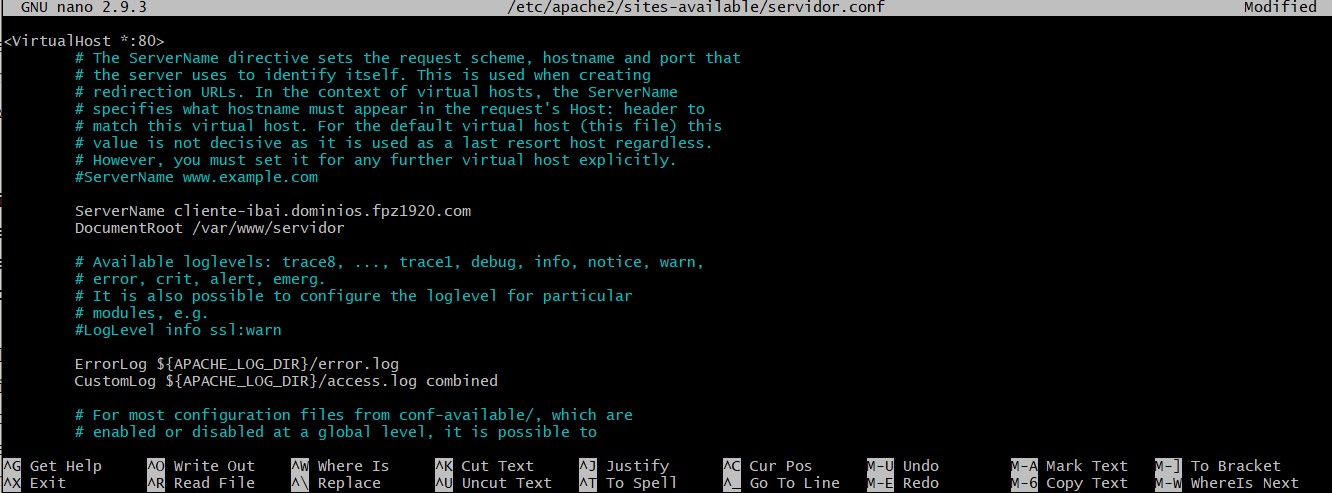 GNU nano 2.9.3 /etc/apache2/sites-available/servidor.conf Modified
<VirtualHost *:80>
# The ServerName directive sets the request scheme, hostname and port that
# the server uses to identify itself. This is used when creating
# redirection URLs. In the context of virtual hosts, the ServerName
# specifies what hostname must appear in the request's Host: header to
# match this virtual host. For the default virtual host (this file) this
# value is not decisive as it is used as a last resort host regardless.
# However, you must set it for any further virtual host explicitly.
#ServerName www.example.com
ServerName cliente-ibai.dominios.fpz1920.com
DocumentRoot /var/www/servidor
# Available loglevels: trace8, ..., trace1, debug, info, notice, warn,
# error, crit, alert, emerg.
# It is also possible to configure the loglevel for particular
# modules, e.g.
#LogLevel info ssl:warn
ErrorLog ${APACHE_LOG_DIR}/error.log
CustomLog ${APACHE_LOG_DIR}/access.log combined
# For most configuration files from conf-available/, which are
# enabled or disabled at a global level, it is possible to
^G Get Help ^O Write Out ^W Where Is ^K Cut Text ^J Justify ^C Cur Pos M-U Undo M-A Mark Text M-] To Bracket
^X Exit ^R Read File ^\ Replace ^U Uncut Text ^T To Spell ^_ Go To Line M-E Redo M-6 Copy Text M-W WhereIs Next